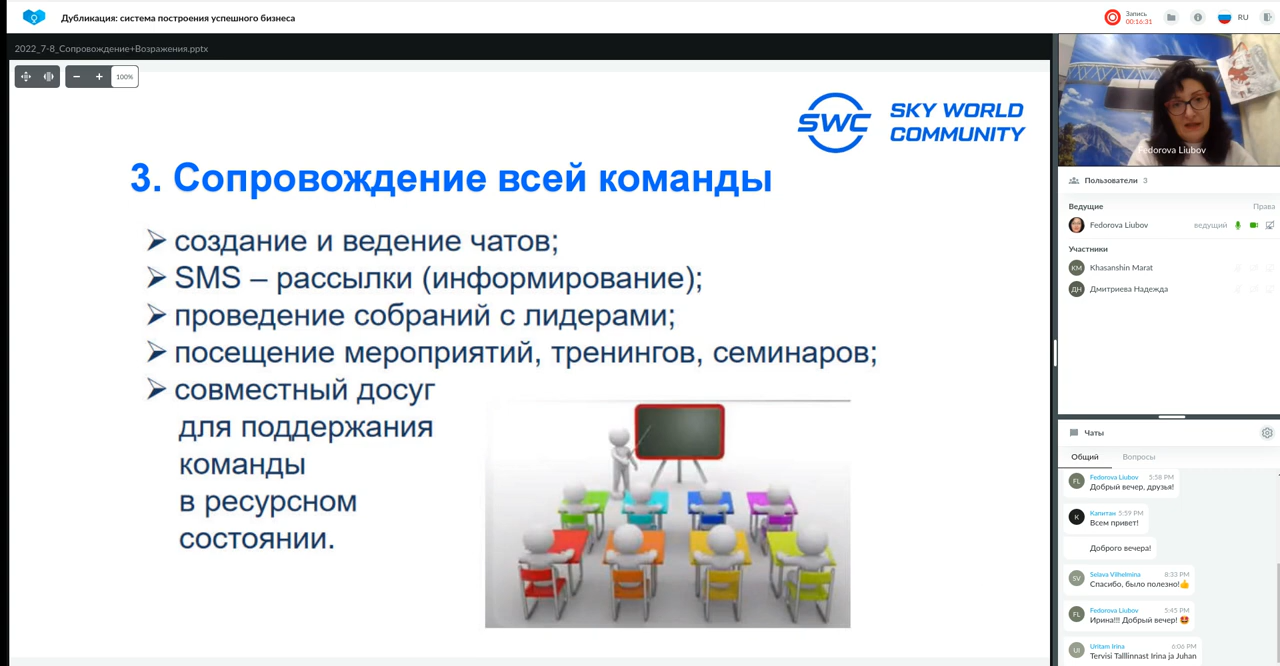 Дубликация: система построения успешного бизнеса
Запись
00:16:31
RU
2022_7-8_Сопровождение+Возражения.pptx
100%
SWC
SKY WORLD
COMMUNITY
3. Сопровождение всей команды
создание и ведение чатов;
SMS – рассылки (информирование);
проведение собраний с лидерами;
посещение мероприятий, тренингов, семинаров;
совместный досуг
для поддержания
команды
в ресурсном
состоянии.
Fedorova Liubov
Пользователи 3
Ведущие Права
Fedorova Liubov ведущий
Участники
KM Khasanshin Marat
ДН Дмитриева Надежда
Чаты
Общий Вопросы
FL Fedorova Liubov 5:58 PM
Добрый вечер, друзья!
К Капитан 5:59 PM
Всем привет!
Доброго вечера!
SV Selava Vilhelmina 8:33 PM
Спасибо, было полезно!👍
FL Fedorova Liubov 5:45 PM
Ирина!!! Добрый вечер! 🤩
UI Uritam Irina 6:06 PM
Tervisi Talllinnast Irina ja Juhan